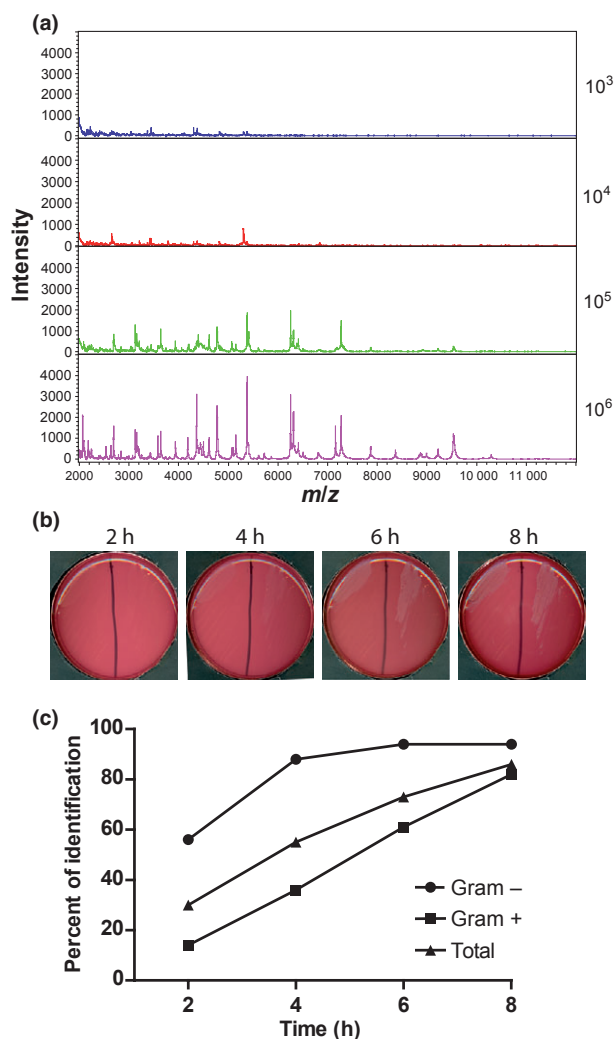 (a)
5000
4000
3000
2000
1000
0
10³
4000
3000
2000
1000
0
10⁴
4000
3000
2000
1000
0
10⁵
4000
3000
2000
1000
0
10⁶
Intensity
2000 3000 4000 5000 6000 7000 8000 9000 10 000 11 000
m/z
(b)
2 h 4 h 6 h 8 h
(c)
100
80
60
40
20
0
Percent of identification
Gram –
Gram +
Total
2 4 6 8
Time (h)